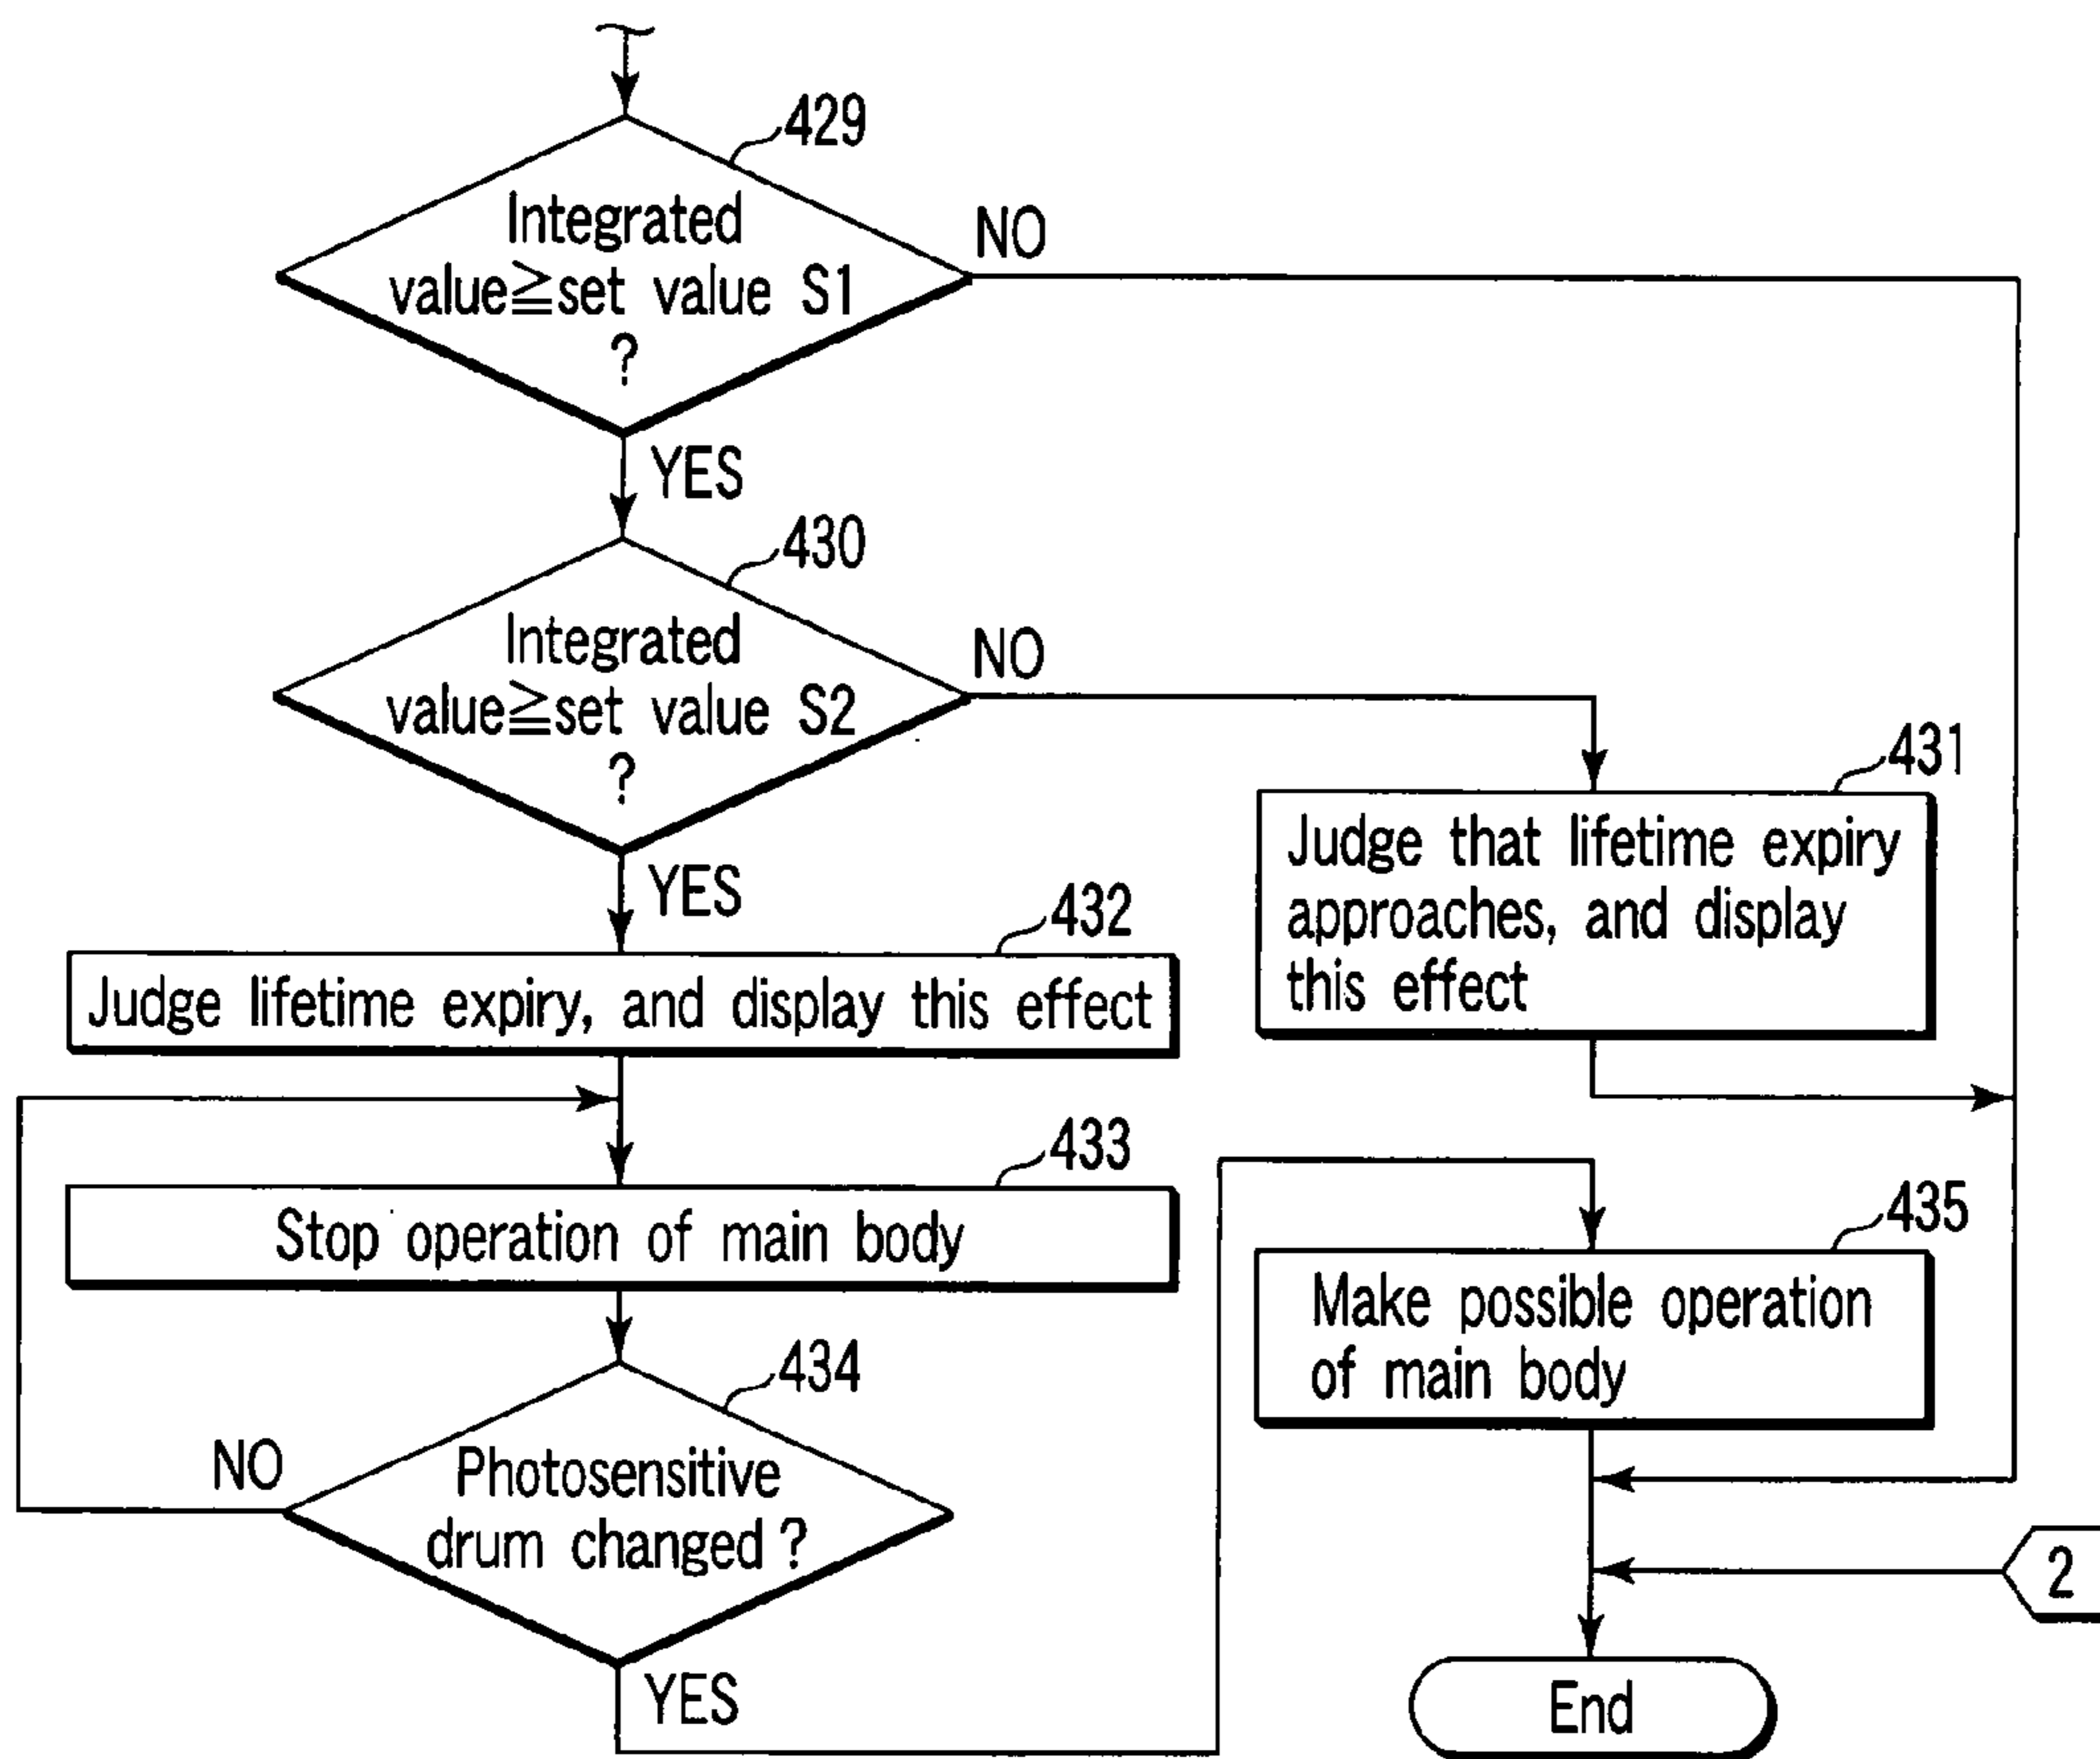 429
Integrated
value≧set value S1
?
NO
YES
430
Integrated
value≧set value S2
?
NO
YES
431
Judge that lifetime expiry
approaches, and display
this effect
432
Judge lifetime expiry, and display this effect
433
Stop operation of main body
434
Photosensitive
drum changed ?
NO
YES
435
Make possible operation
of main body
2
End